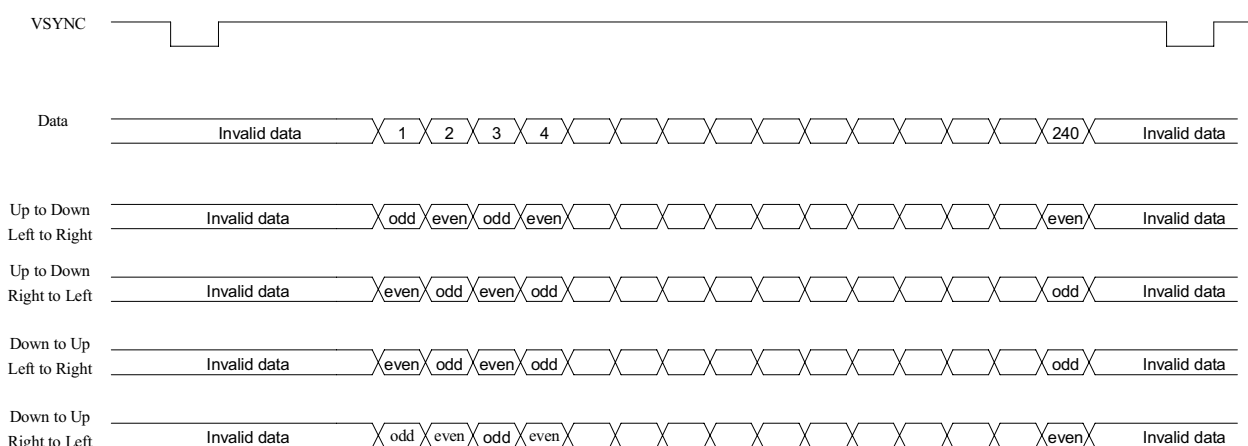 VSYNC
Data Invalid data 1 2 3 4 240 Invalid data
Up to Down
Left to Right
Invalid data odd even odd even even Invalid data
Up to Down
Right to Left
Invalid data even odd even odd odd Invalid data
Down to Up
Left to Right
Invalid data even odd even odd odd Invalid data
Down to Up
Right to Left
Invalid data odd even odd even even Invalid data